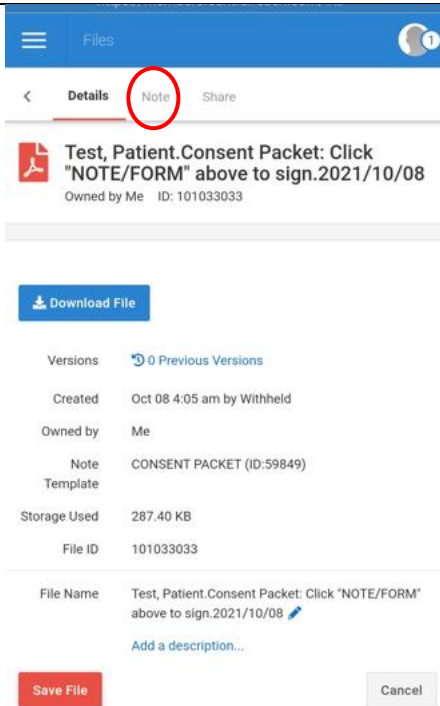 Files
1
Details Note Share
Test, Patient.Consent Packet: Click
"NOTE/FORM" above to sign.2021/10/08
Owned by Me ID: 101033033
Download File
Versions 0 Previous Versions
Created Oct 08 4:05 am by Withheld
Owned by Me
Note
Template CONSENT PACKET (ID:59849)
Storage Used 287.40 KB
File ID 101033033
File Name Test, Patient.Consent Packet: Click "NOTE/FORM"
above to sign.2021/10/08
Add a description...
Save File Cancel